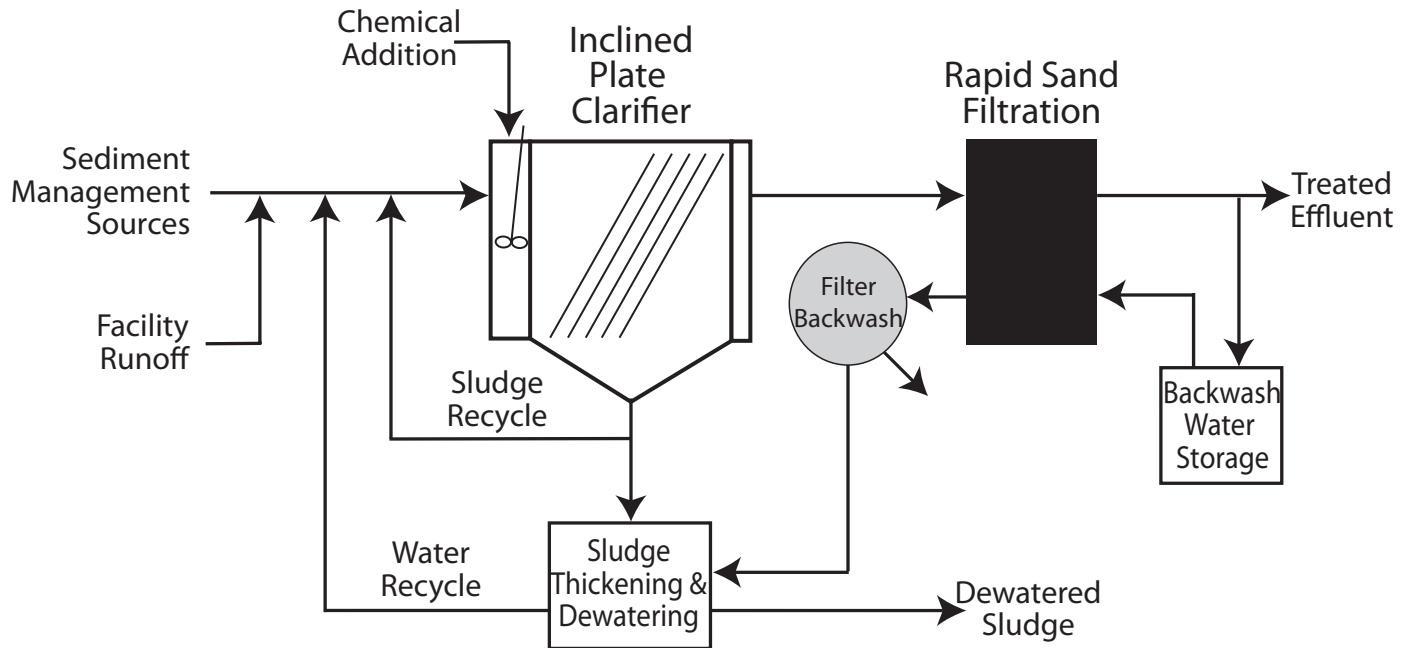 Chemical
Addition
Inclined
Plate
Clarifier
Rapid Sand
Filtration
Sediment
Management
Sources
Treated
Effluent
Filter
Backwash
Facility
Runoff
Sludge
Recycle
Backwash
Water
Storage
Water
Recycle
Sludge
Thickening &
Dewatering
Dewatered
Sludge